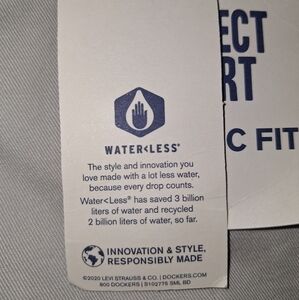 WATER<LESS®
The style and innovation you
love made with a lot less water,
because every drop counts.
Water<Less® has saved 3 billion
liters of water and recycled
2 billion liters of water, so far.
INNOVATION & STYLE,
RESPONSIBLY MADE
©2020 LEVI STRAUSS & CO. | DOCKERS.COM
800 DOCKERS | S102775 SML BD
ECT
RT
C FIT